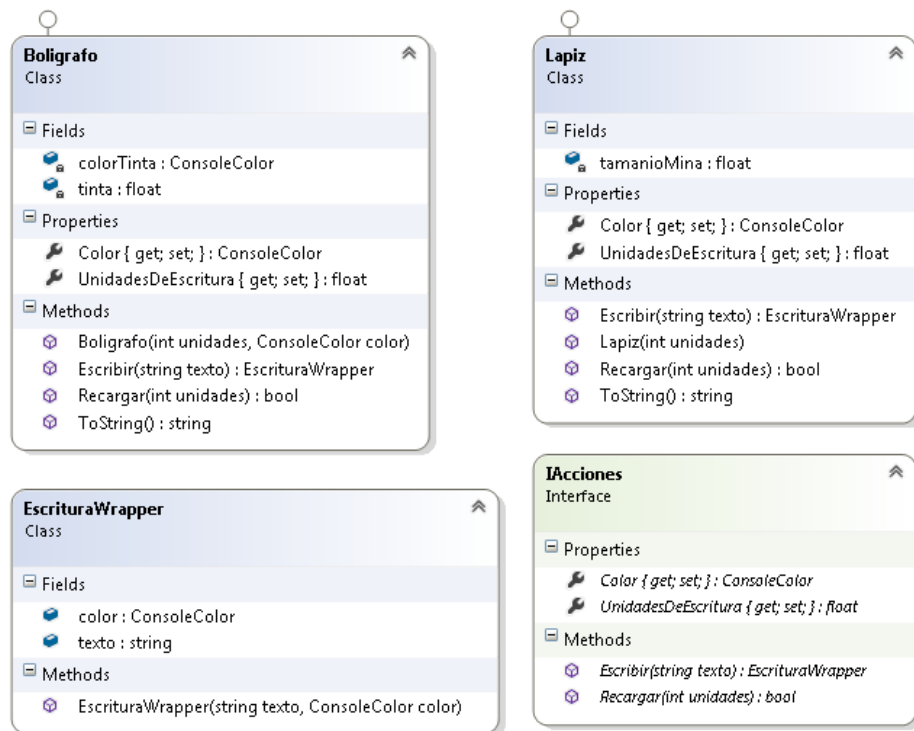 Boligrafo
Class
Fields
colorTinta : ConsoleColor
tinta : float
Properties
Color { get; set; } : ConsoleColor
UnidadesDeEscritura { get; set; } : float
Methods
Boligrafo(int unidades, ConsoleColor color)
Escribir(string texto) : EscrituraWrapper
Recargar(int unidades) : bool
ToString() : string
Lapiz
Class
Fields
tamanioMina : float
Properties
Color { get; set; } : ConsoleColor
UnidadesDeEscritura { get; set; } : float
Methods
Escribir(string texto) : EscrituraWrapper
Lapiz(int unidades)
Recargar(int unidades) : bool
ToString() : string
EscrituraWrapper
Class
Fields
color : ConsoleColor
texto : string
Methods
EscrituraWrapper(string texto, ConsoleColor color)
IAcciones
Interface
Properties
Color { get; set; } : ConsoleColor
UnidadesDeEscritura { get; set; } : float
Methods
Escribir(string texto) : EscrituraWrapper
Recargar(int unidades) : bool